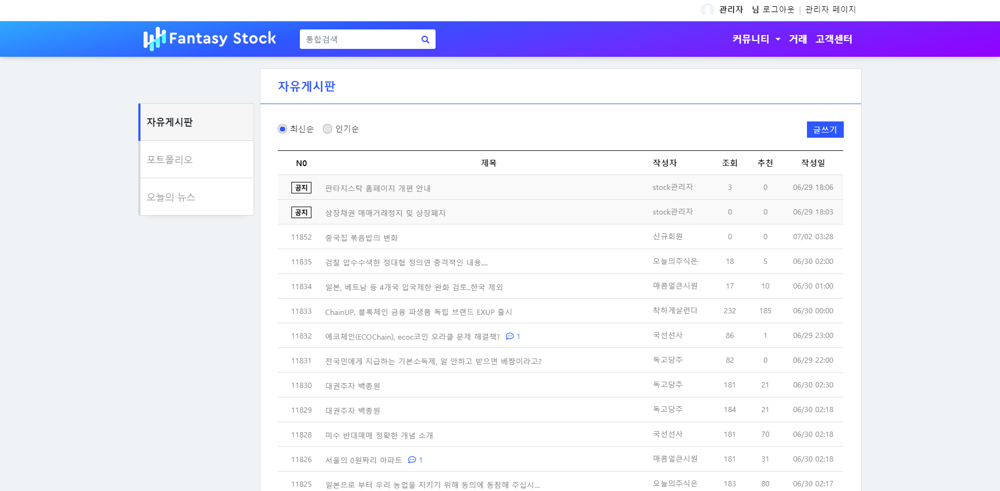 관리자 님 로그아웃 | 관리자 페이지
Fantasy Stock 통합검색 커뮤니티 거래 고객센터
자유게시판
자유게시판
포트폴리오
오늘의 뉴스
최신순 인기순 글쓰기
N0 제목 작성자 조회 추천 작성일
공지 판타지스탁 홈페이지 개편 안내 stock관리자 3 0 06/29 18:06
공지 상장채권 매매거래정지 및 상장폐지 stock관리자 0 0 06/29 18:03
11852 중국집 볶음밥의 변화 신규회원 0 0 07/02 03:28
11835 검찰 압수수색한 정대협 정의연 충격적인 내용.... 오늘의주식은 18 5 06/30 02:00
11834 일본, 베트남 등 4개국 입국제한 완화 검토..한국 제외 매콤얼큰시원 17 10 06/30 01:00
11833 ChainUP, 블록체인 금융 파생품 독립 브랜드 EXUP 출시 착하게살련다 232 185 06/30 00:00
11832 에코체인(ECOChain), ecoc코인 오라클 문제 해결책? 1 국선선사 86 1 06/29 23:00
11831 전국민에게 지급하는 기본소득제, 일 안하고 받으면 베짱이라고? 독고당주 82 0 06/29 22:00
11830 대권주자 백종원 독고당주 181 21 06/30 02:30
11829 대권주자 백종원 독고당주 184 21 06/30 02:18
11828 미수 반대매매 정확한 개념 소개 국선선사 181 70 06/30 02:18
11826 서울의 0원짜리 아파트 1 매콤얼큰시원 181 31 06/30 02:18
11825 일본으로 부터 우리 농업을 지키기 위해 동의에 동참해 주십시... 오늘의주식은 183 80 06/30 02:17